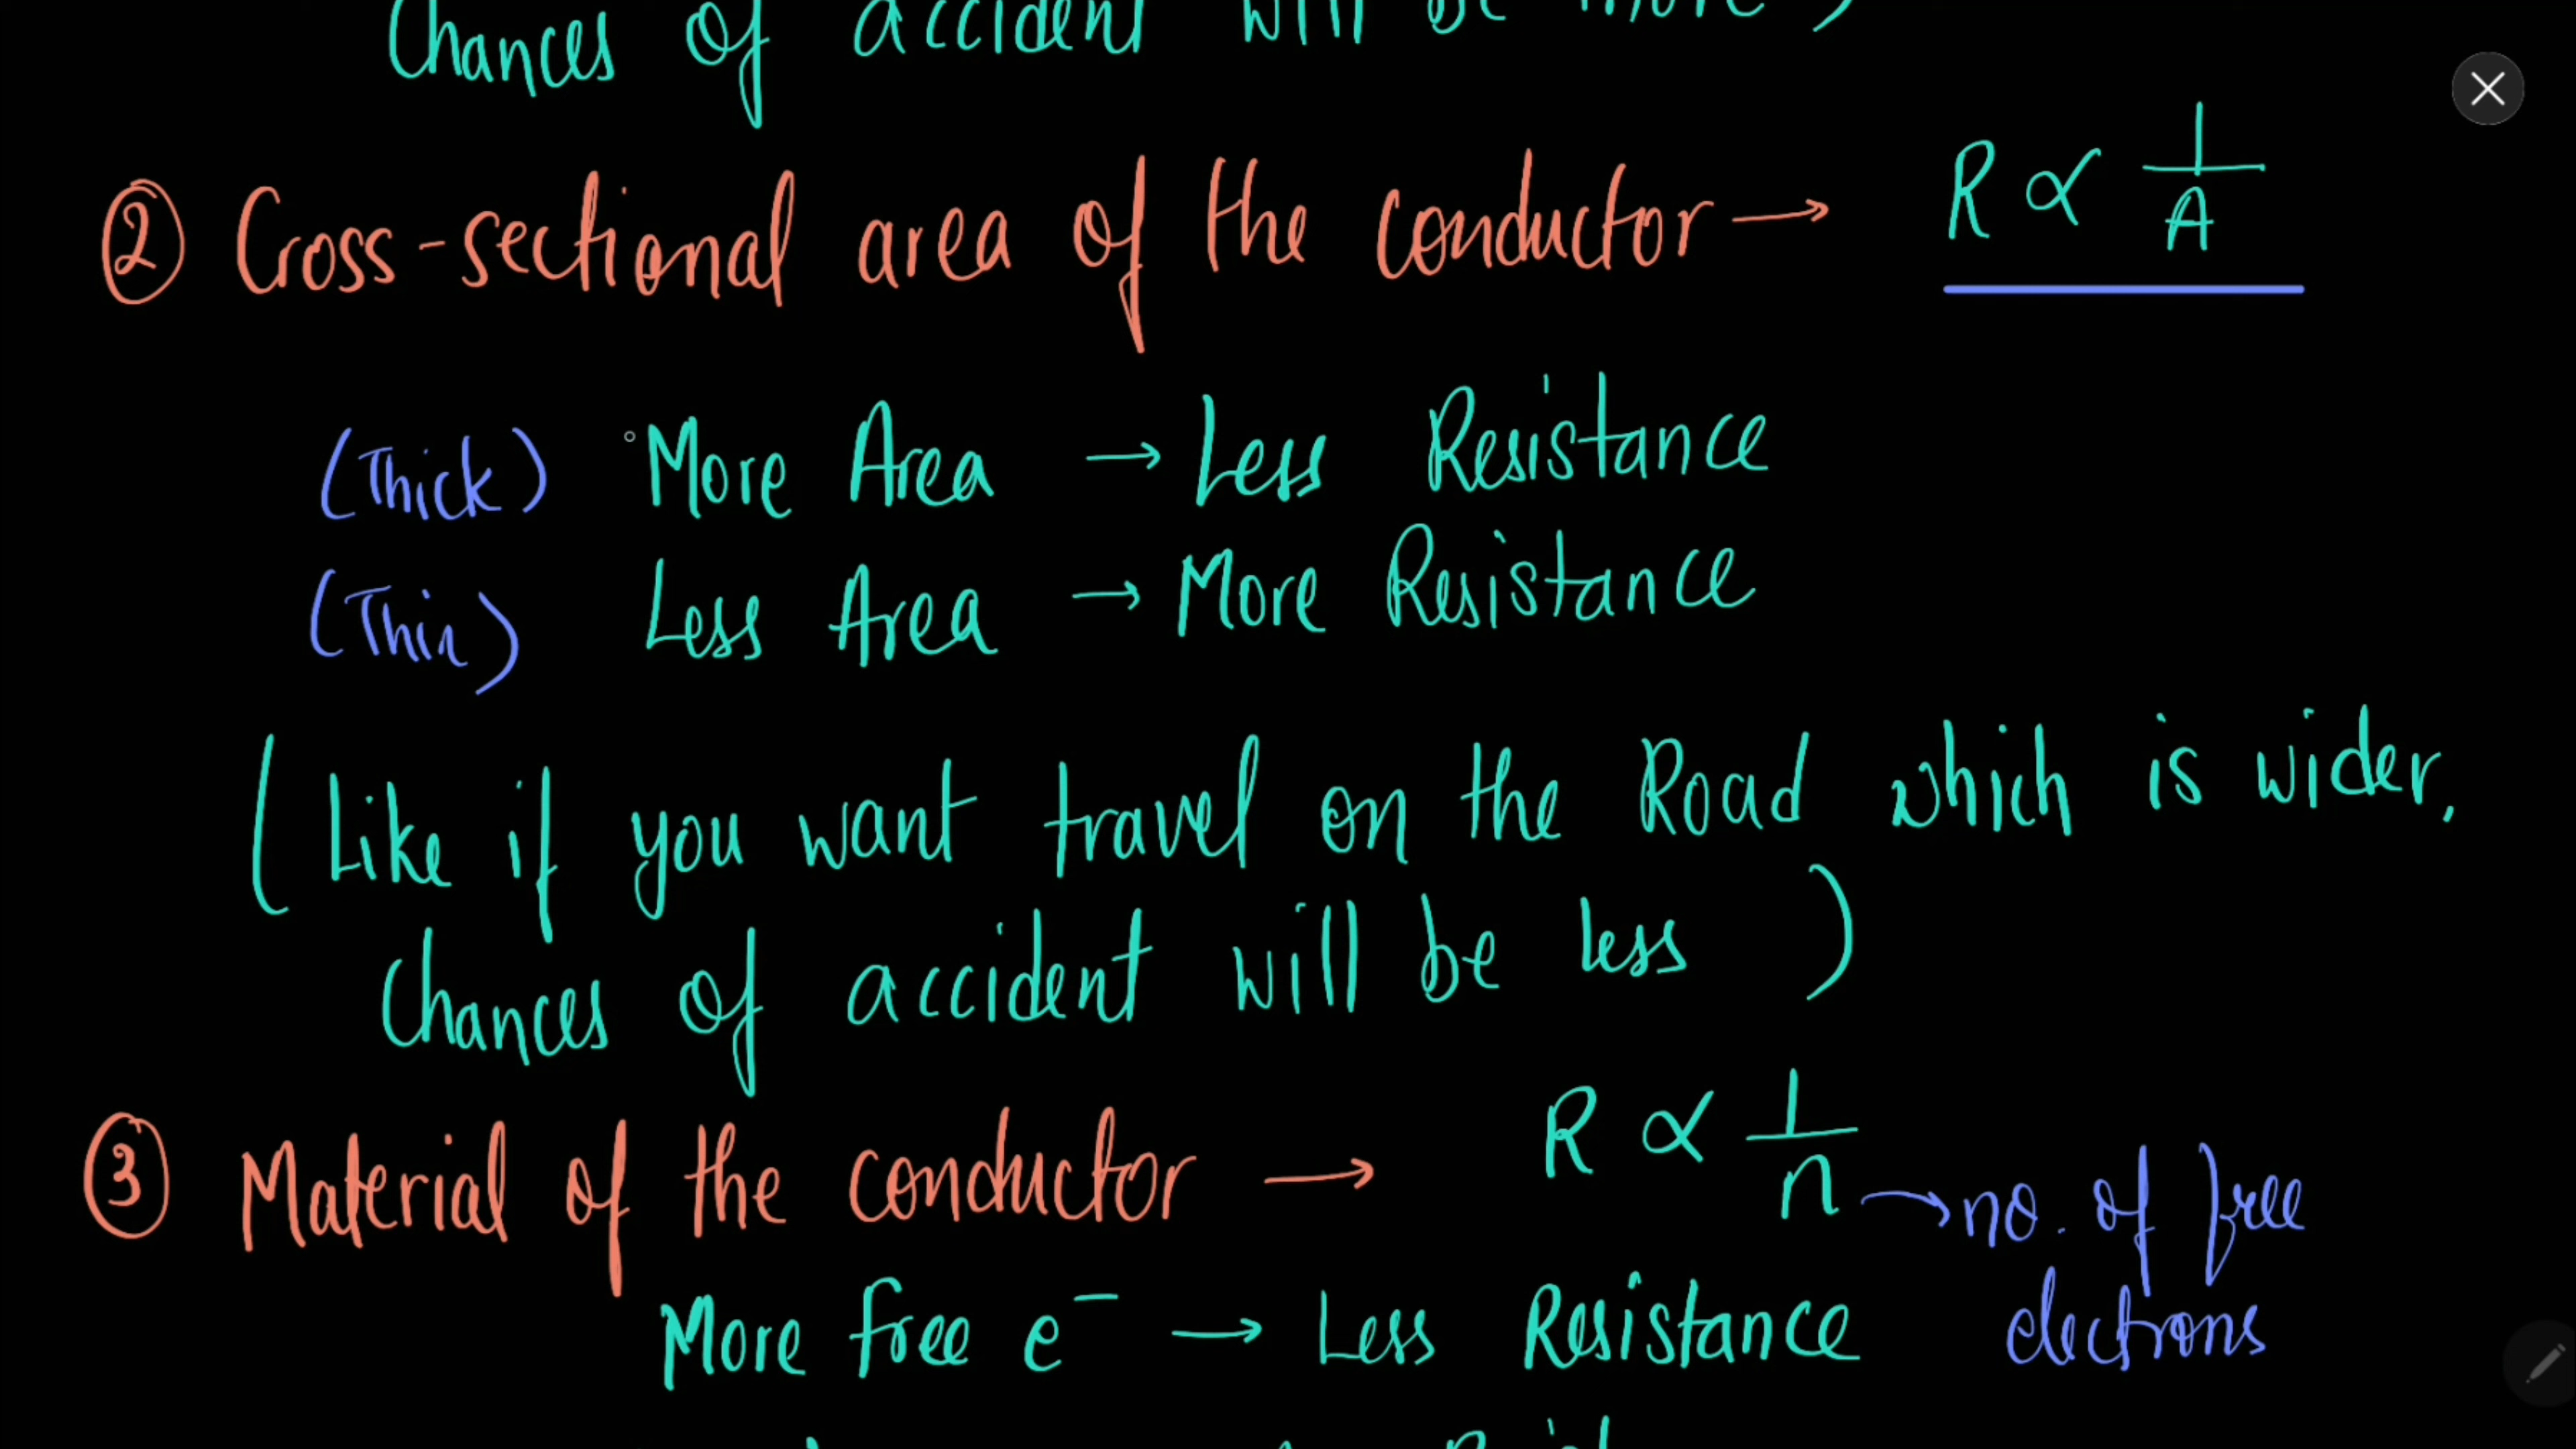 Chances of accident will be more)
② Cross-sectional area of the conductor → R ∝ 1/A
(Thick) More Area → Less Resistance
(Thin) Less Area → More Resistance
(Like if you want travel on the Road which is wider,
Chances of accident will be less)
③ Material of the conductor → R ∝ 1/n → no. of free
electrons
More free e⁻ → Less Resistance